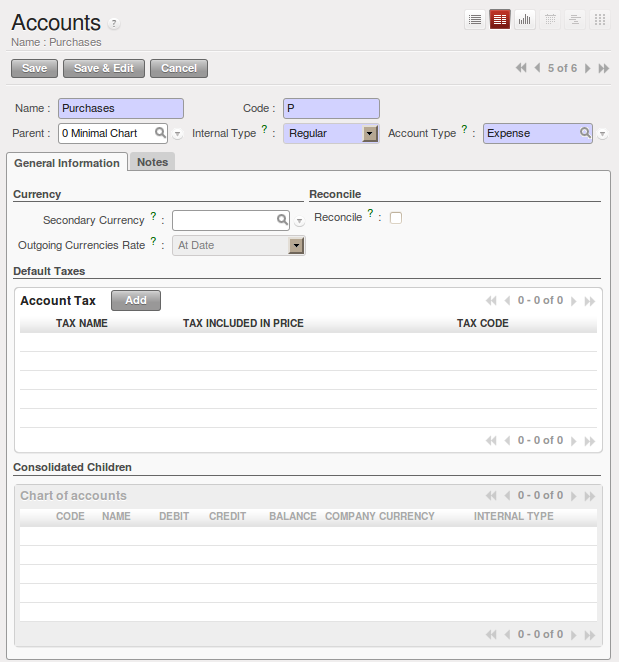 Accounts ?
Name : Purchases
Save Save & Edit Cancel 5 of 6
Name : Purchases Code : P
Parent : 0 Minimal Chart Internal Type ? : Regular Account Type ? : Expense
General Information Notes
Currency Reconcile
Secondary Currency ? : Reconcile ? :
Outgoing Currencies Rate ? : At Date
Default Taxes
Account Tax Add 0 - 0 of 0
TAX NAME TAX INCLUDED IN PRICE TAX CODE
0 - 0 of 0
Consolidated Children
Chart of accounts 0 - 0 of 0
CODE NAME DEBIT CREDIT BALANCE COMPANY CURRENCY INTERNAL TYPE
0 - 0 of 0